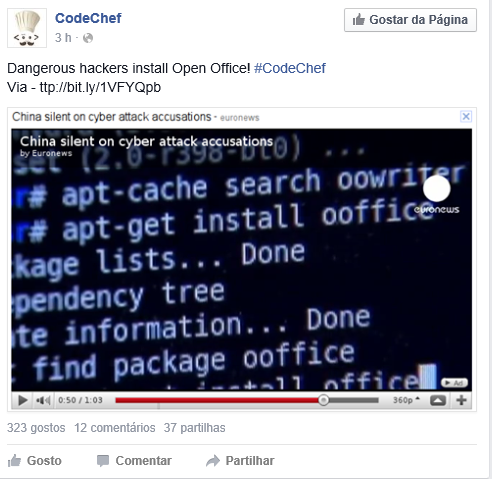 CodeChef
3 h
Gostar da Página
Dangerous hackers install Open Office! #CodeChef
Via - ttp://bit.ly/1VFYQpb
China silent on cyber attack accusations - euronews
China silent on cyber attack accusations
by Euronews
(2.0-r398-bt0) ...
r# apt-cache search oowriter
r# apt-get install ooffice
euronews
kage lists... Done
pendency tree
te information... Done
find package ooffice
install office
Ad
0:50 / 1:03
360p
323 gostos 12 comentários 37 partilhas
Gosto Comentar Partilhar